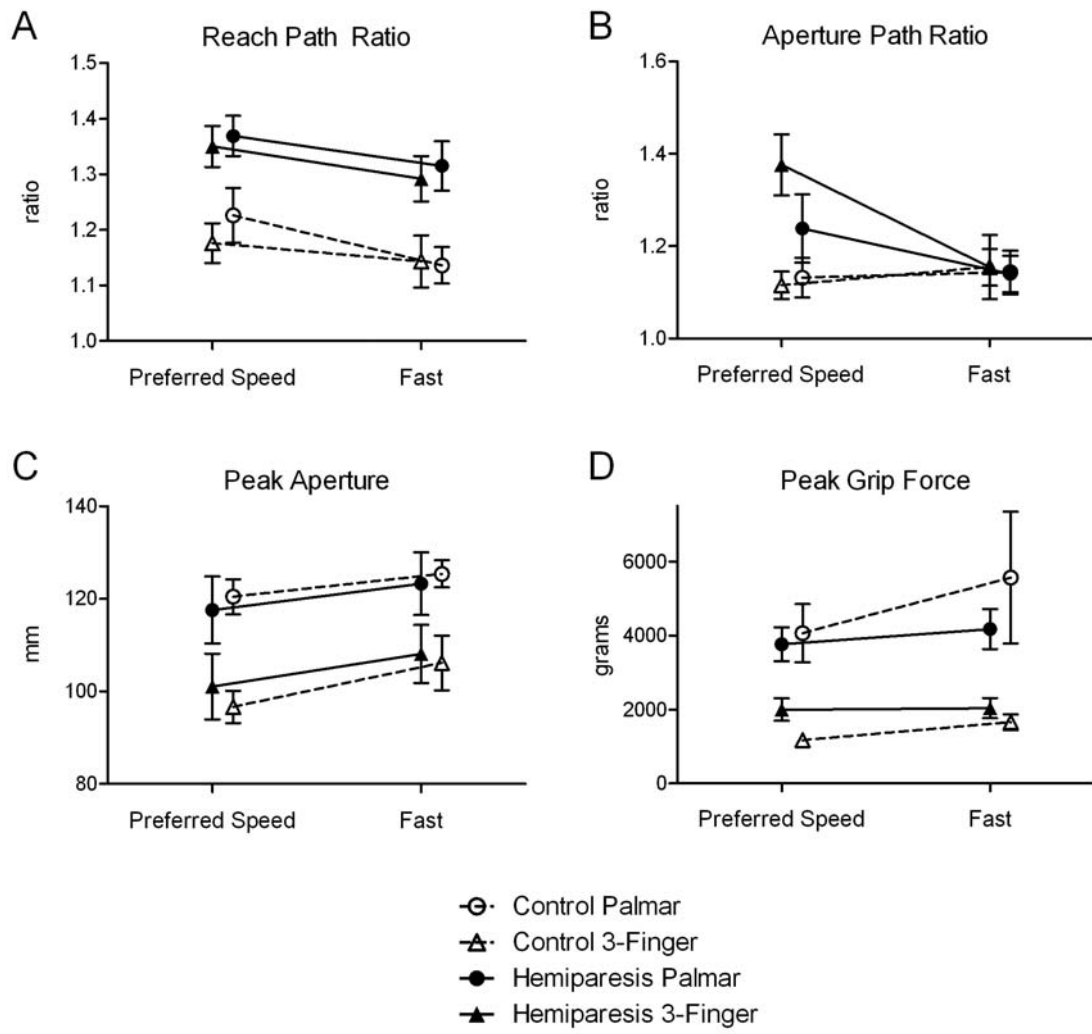 A
Reach Path Ratio
1.5
1.4
1.3
1.2
1.1
1.0
ratio
Preferred Speed Fast
B
Aperture Path Ratio
1.6
1.4
1.2
1.0
ratio
Preferred Speed Fast
C
Peak Aperture
140
120
100
80
mm
Preferred Speed Fast
D
Peak Grip Force
6000
4000
2000
0
grams
Preferred Speed Fast
Control Palmar
Control 3-Finger
Hemiparesis Palmar
Hemiparesis 3-Finger